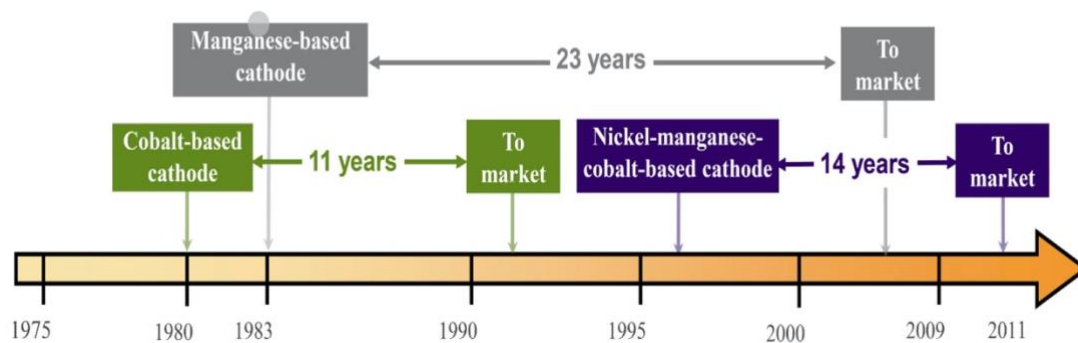 Manganese-based
cathode
23 years
To
market
Cobalt-based
cathode
11 years
To
market
Nickel-manganese-
cobalt-based cathode
14 years
To
market
1975
1980
1983
1990
1995
2000
2009
2011